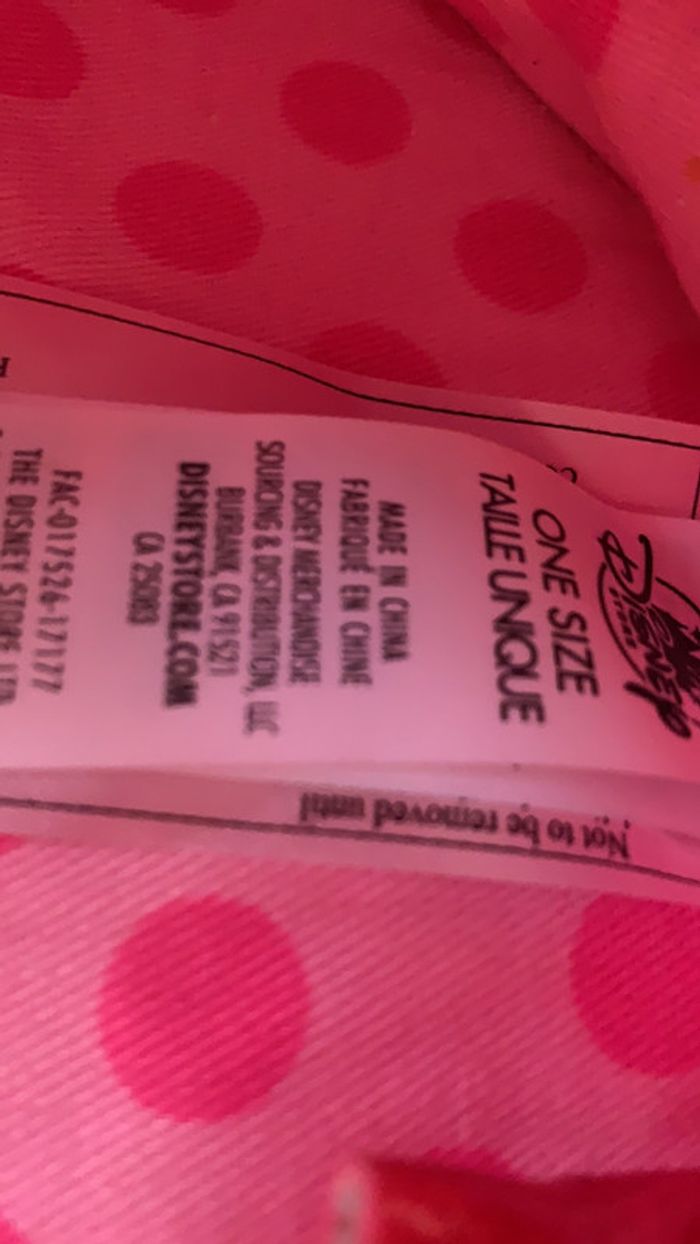 Disney
STORE
ONE SIZE
TAILLE UNIQUE
MADE IN CHINA
FABRIQUÉ EN CHINE
DISNEY MERCHANDISE
SOURCING & DISTRIBUTION, LLC
BURBANK, CA 91521
DISNEYSTORE.COM
CA 25003
FAC-017524-17177
THE DISNEY STORE LTD
Not to be removed until